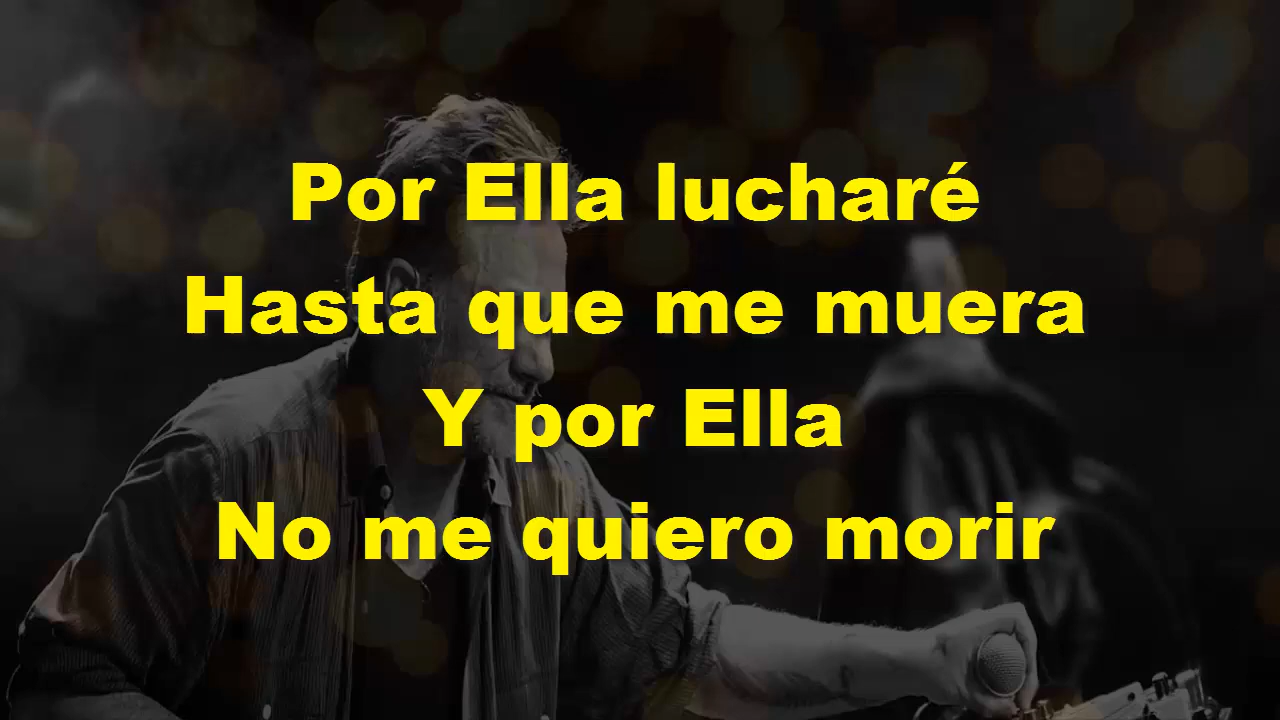 Por Ella lucharé
Hasta que me muera
Y por Ella
No me quiero morir